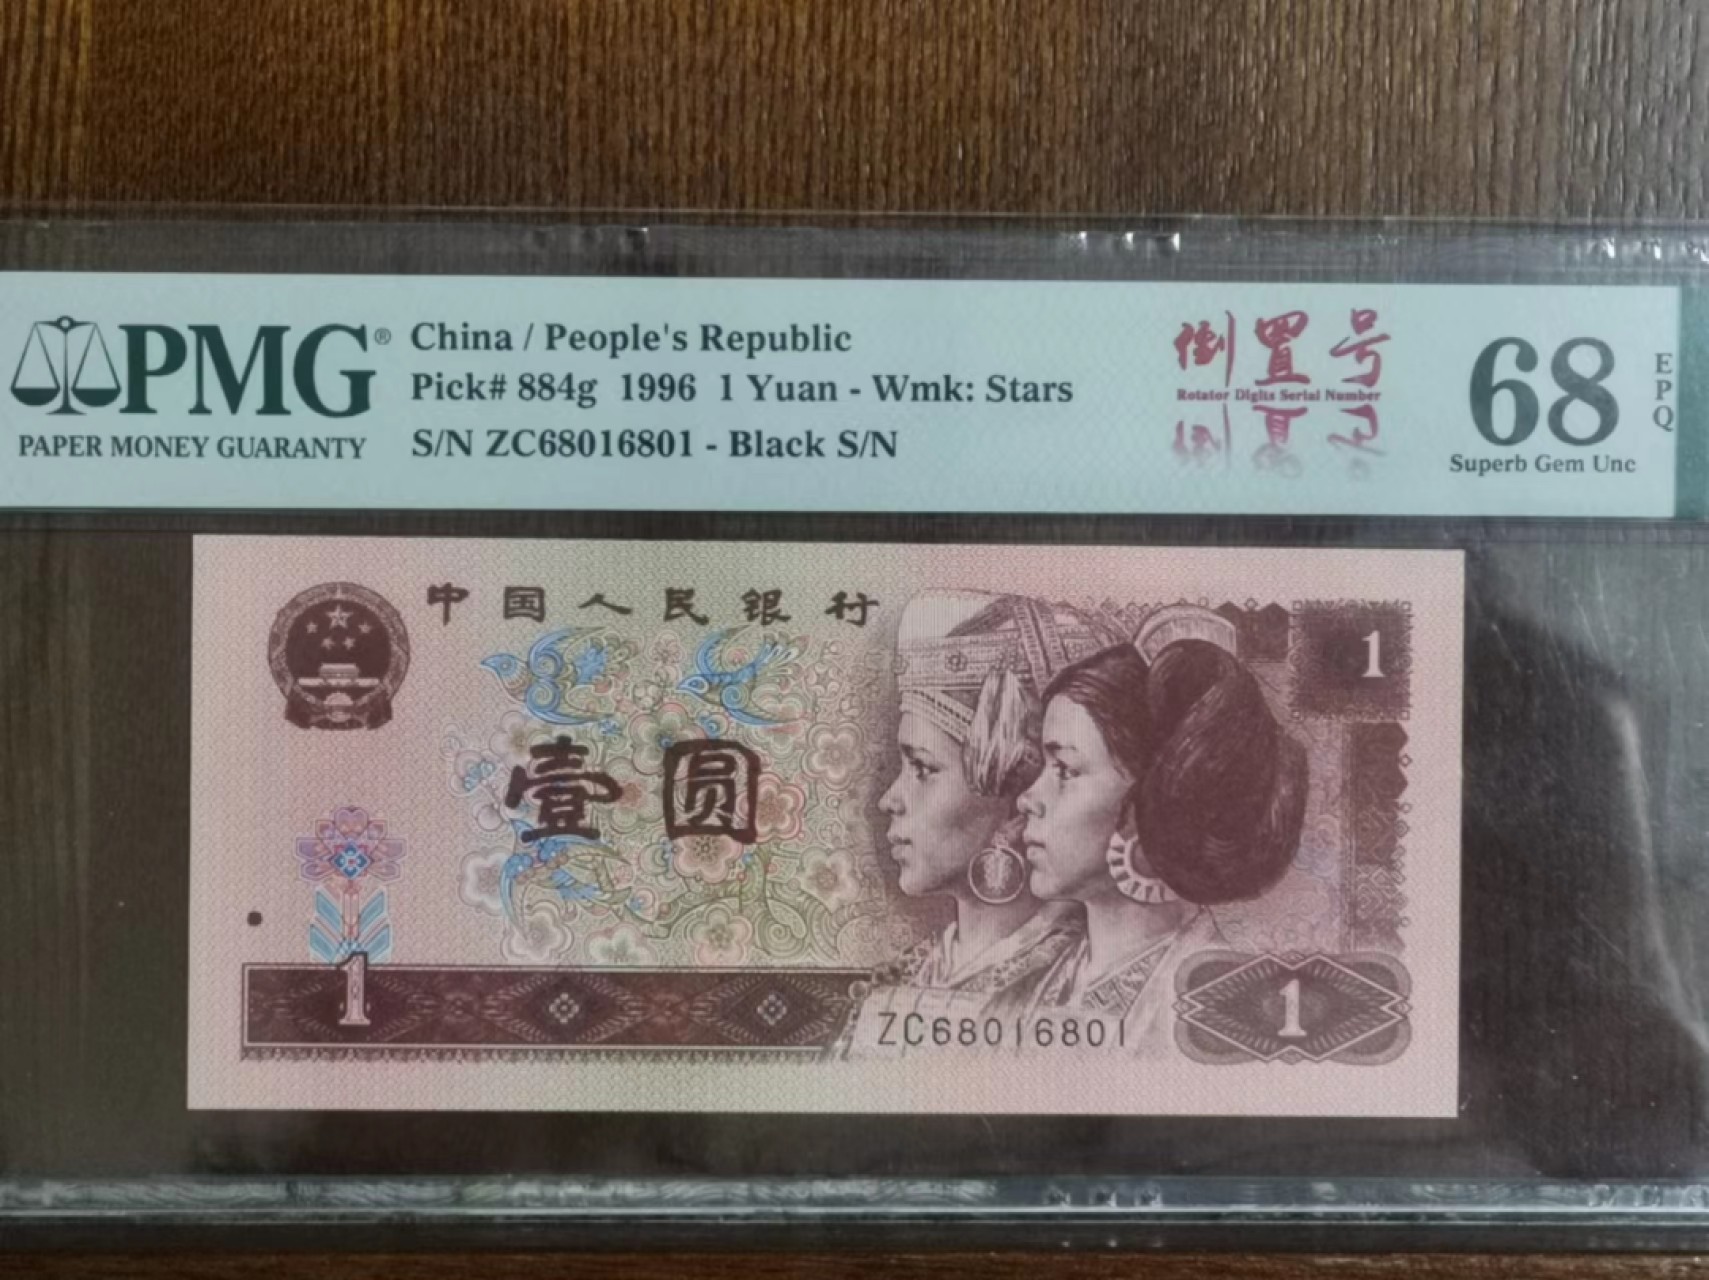 PMG®
PAPER MONEY GUARANTY
China / People's Republic
Pick# 884g 1996 1 Yuan - Wmk: Stars
S/N ZC68016801 - Black S/N
倒置号
Rotator Digits Serial Number
68
EPQ
Superb Gem Unc
中国人民银行
1
壹圆
1
ZC68016801
1